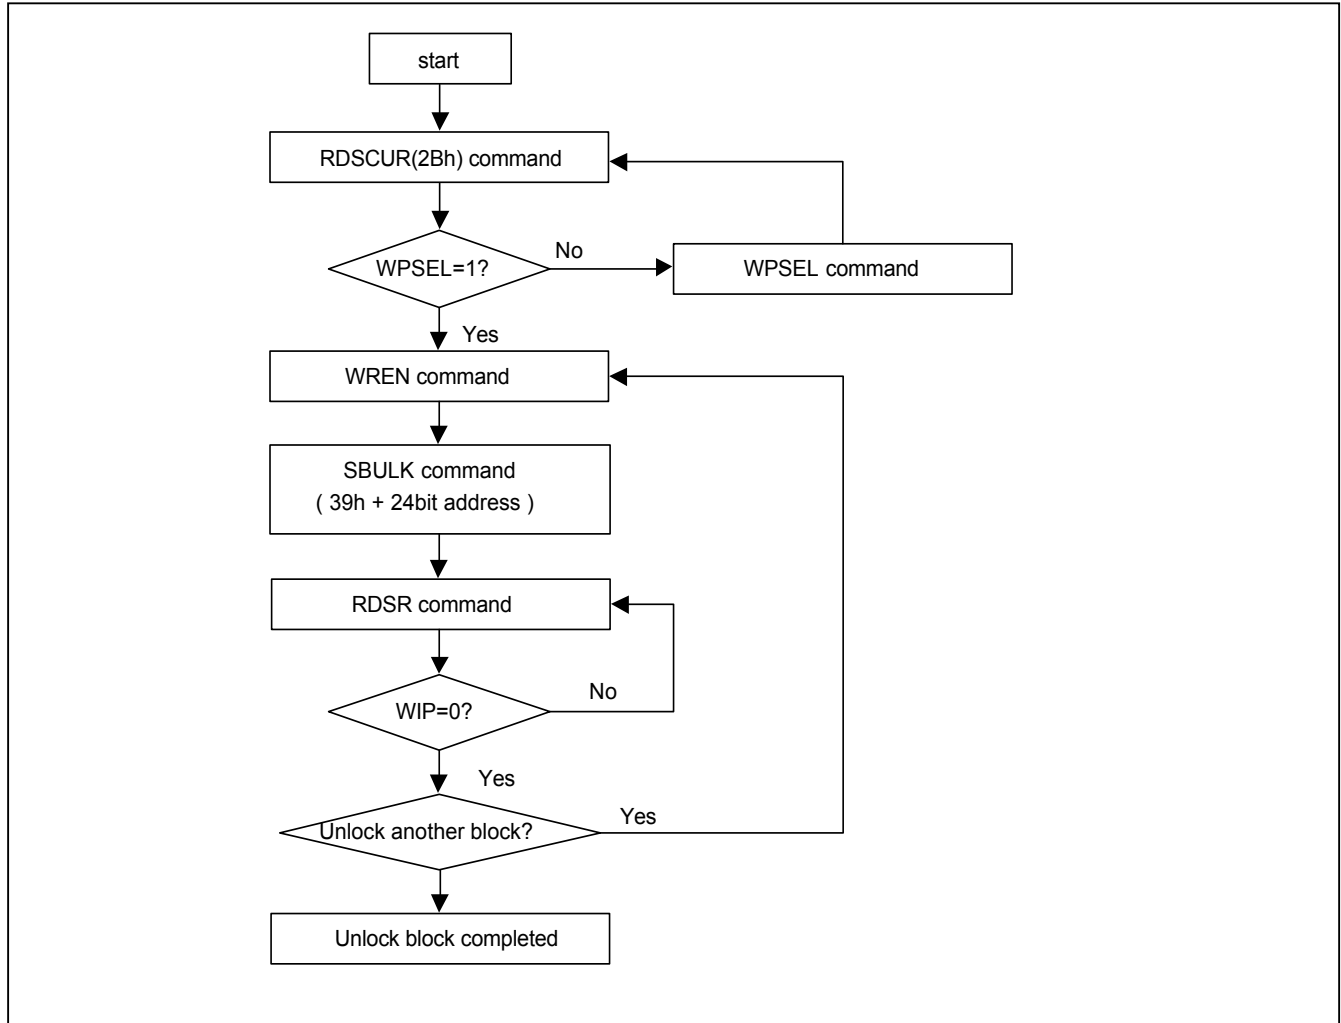 start
RDSCUR(2Bh) command
WPSEL=1?
No
WPSEL command
Yes
WREN command
SBULK command
( 39h + 24bit address )
RDSR command
WIP=0?
No
Yes
Unlock another block?
Yes
Unlock block completed